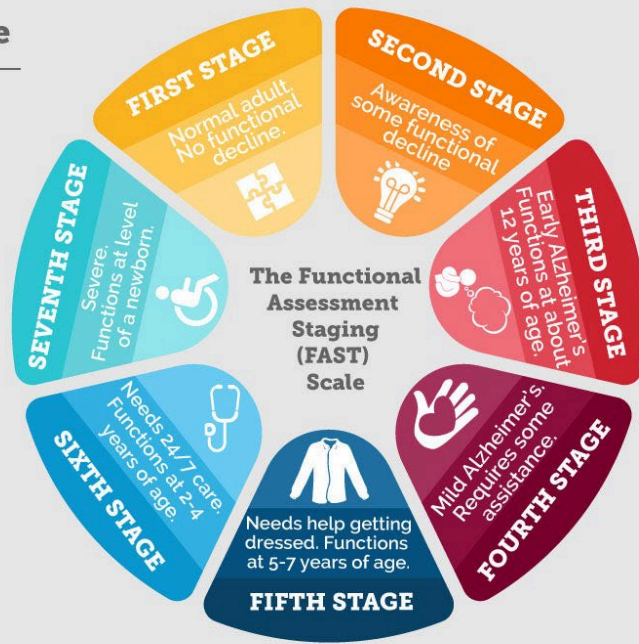 e
FIRST STAGE
Normal adult.
No functional
decline.
SECOND STAGE
Awareness of
some functional
decline
THIRD STAGE
Early Alzheimer's
Functions at about
12 years of age.
FOURTH STAGE
Mild Alzheimer's.
Requires some
assistance.
Needs help getting
dressed. Functions
at 5-7 years of age.
FIFTH STAGE
SIXTH STAGE
Needs 24/7 care.
Functions at 2-4
years of age.
SEVENTH STAGE
Severe.
Functions at level
of a newborn.
The Functional
Assessment
Staging
(FAST)
Scale